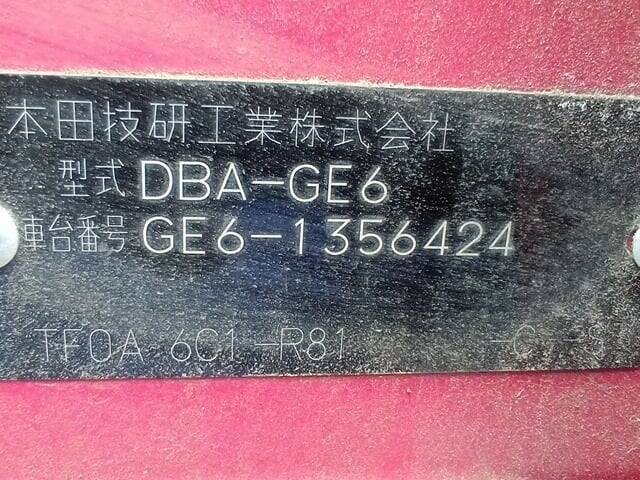 本田技研工業株式会社
型式 DBA-GE6
車台番号 GE6-1356424
TF0A 6C1-R81 -C--S